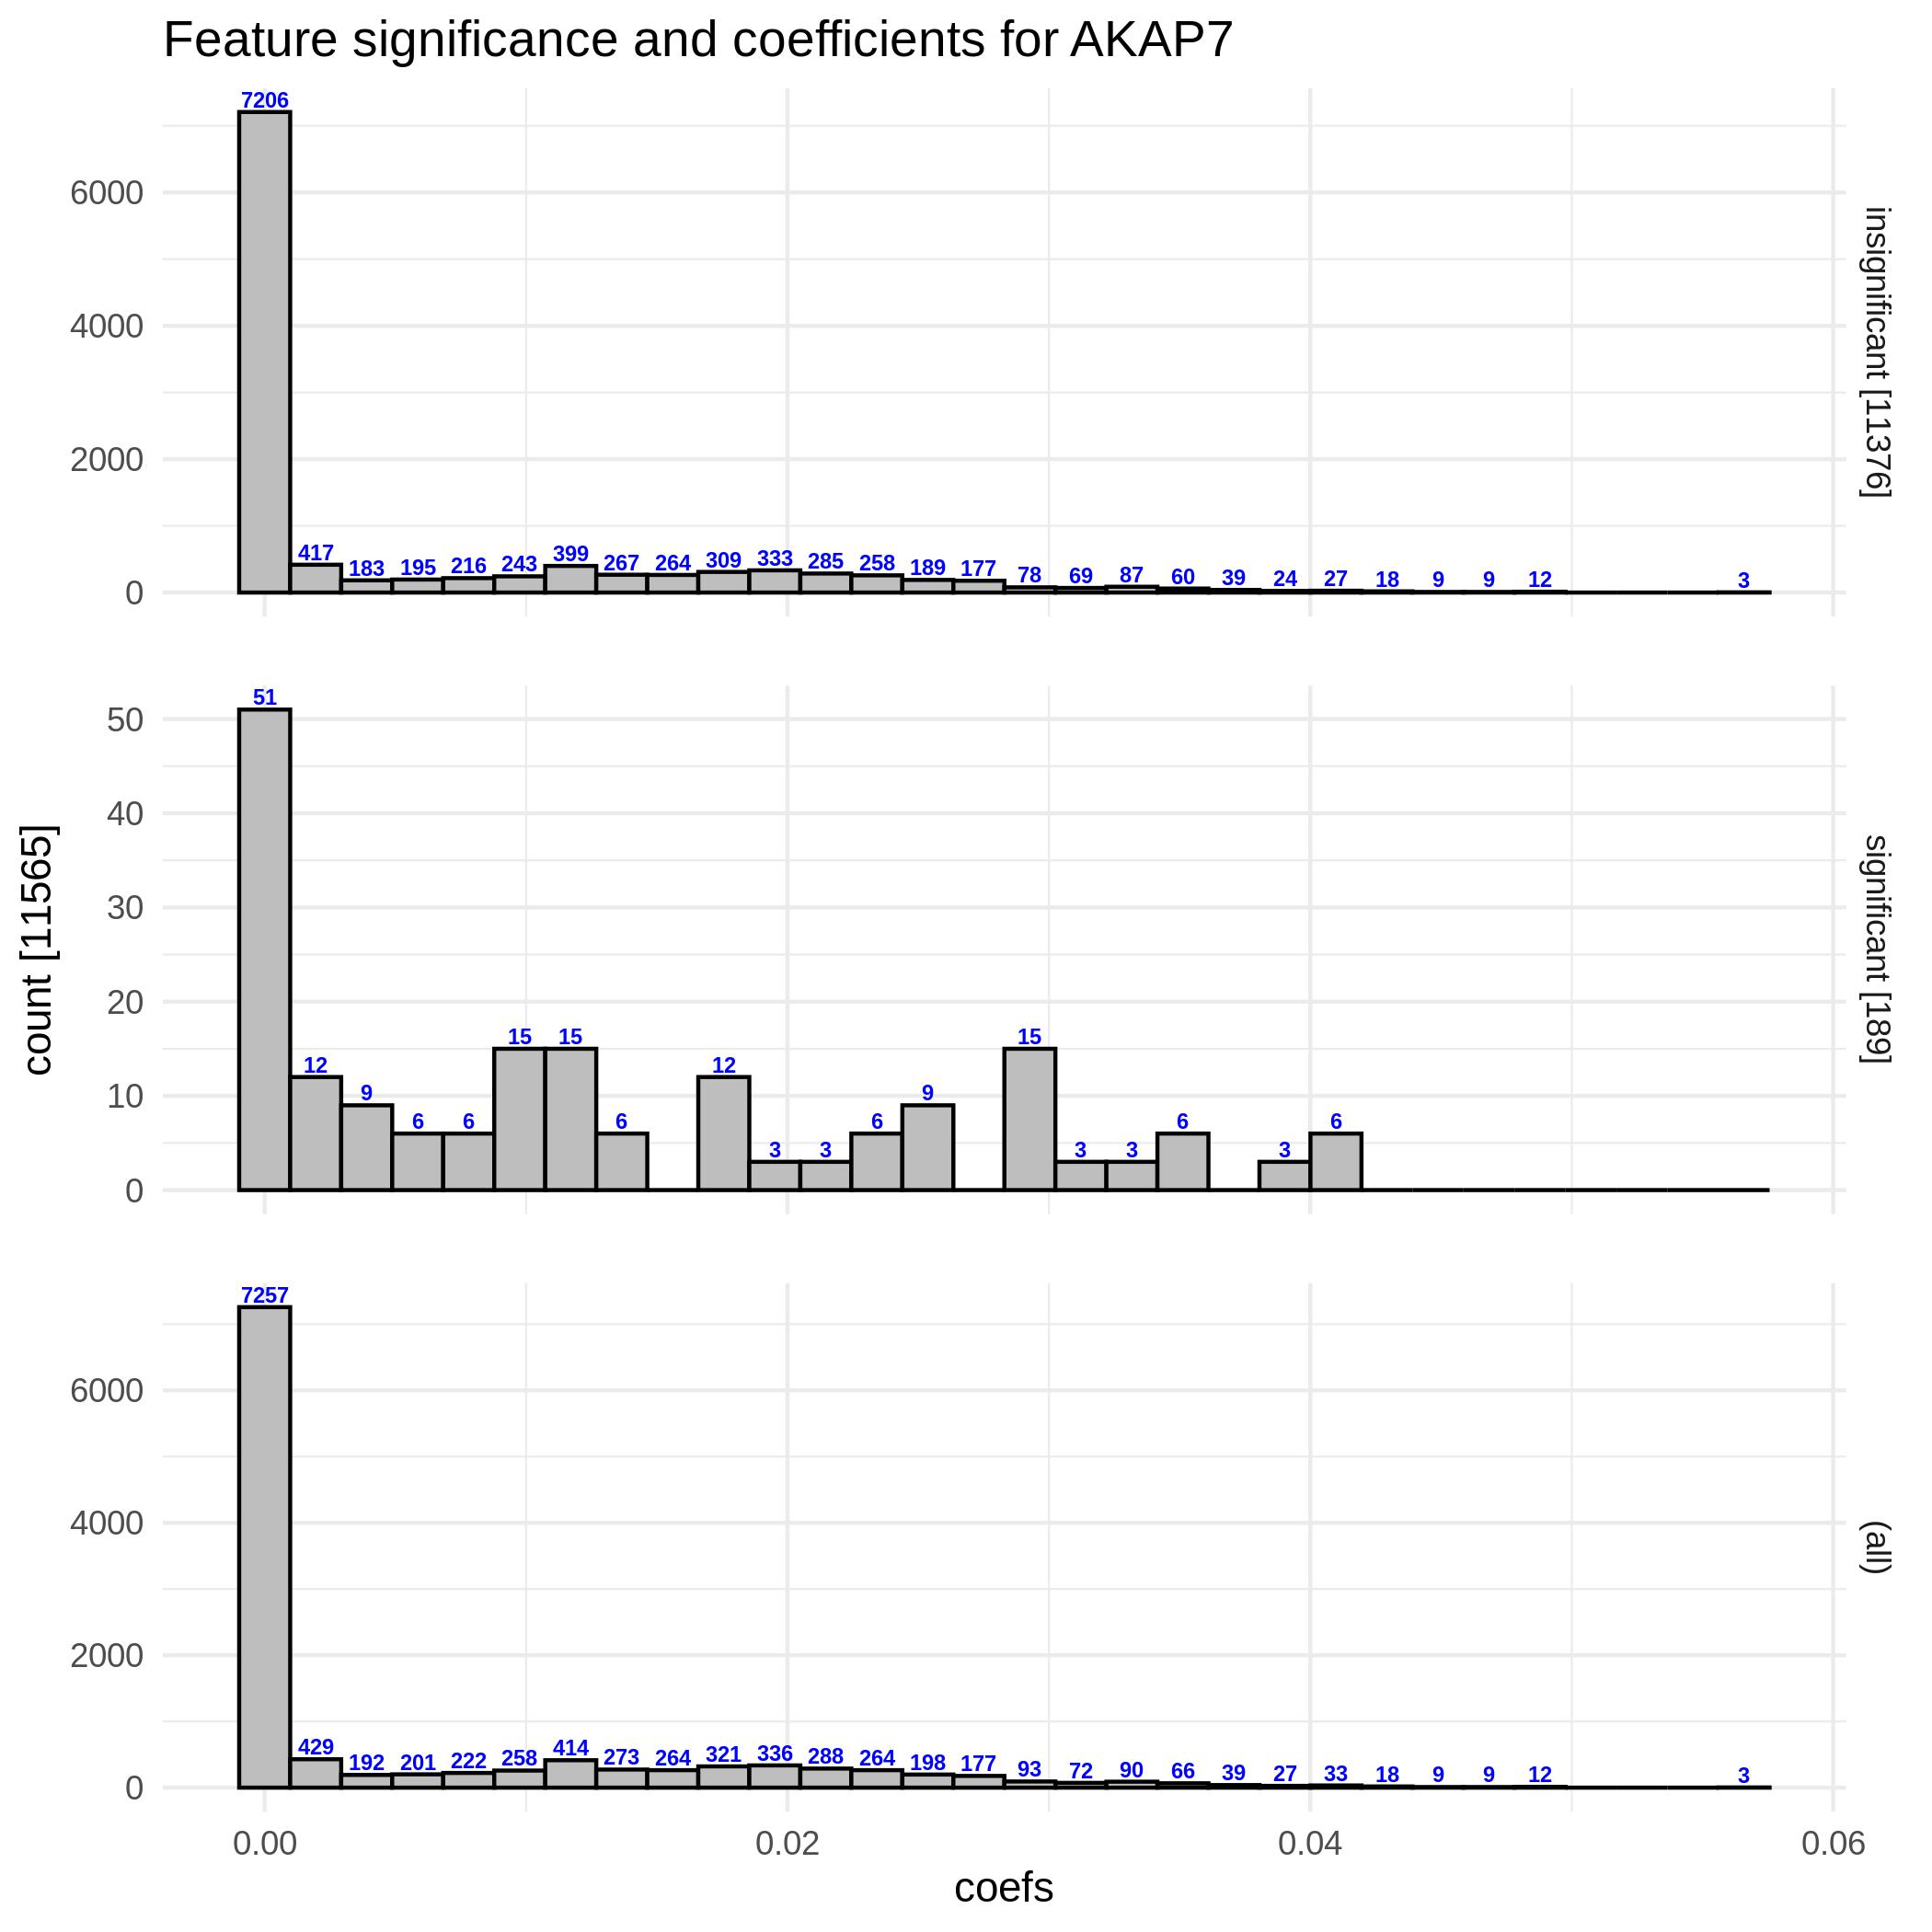 Feature significance and coefficients for AKAP7
7206
417 183 195 216 243 399 267 264 309 333 285 258 189 177 78 69 87 60 39 24 27 18 9 9 12 3
6000
4000
2000
0
insignificant [11376]
51
12 9 6 6 15 15 6 12 3 3 6 9 15 3 3 6 3 6
50
40
30
20
10
0
significant [189]
count [11565]
7257
429 192 201 222 258 414 273 264 321 336 288 264 198 177 93 72 90 66 39 27 33 18 9 9 12 3
6000
4000
2000
0
(all)
0.00 0.02 0.04 0.06
coefs